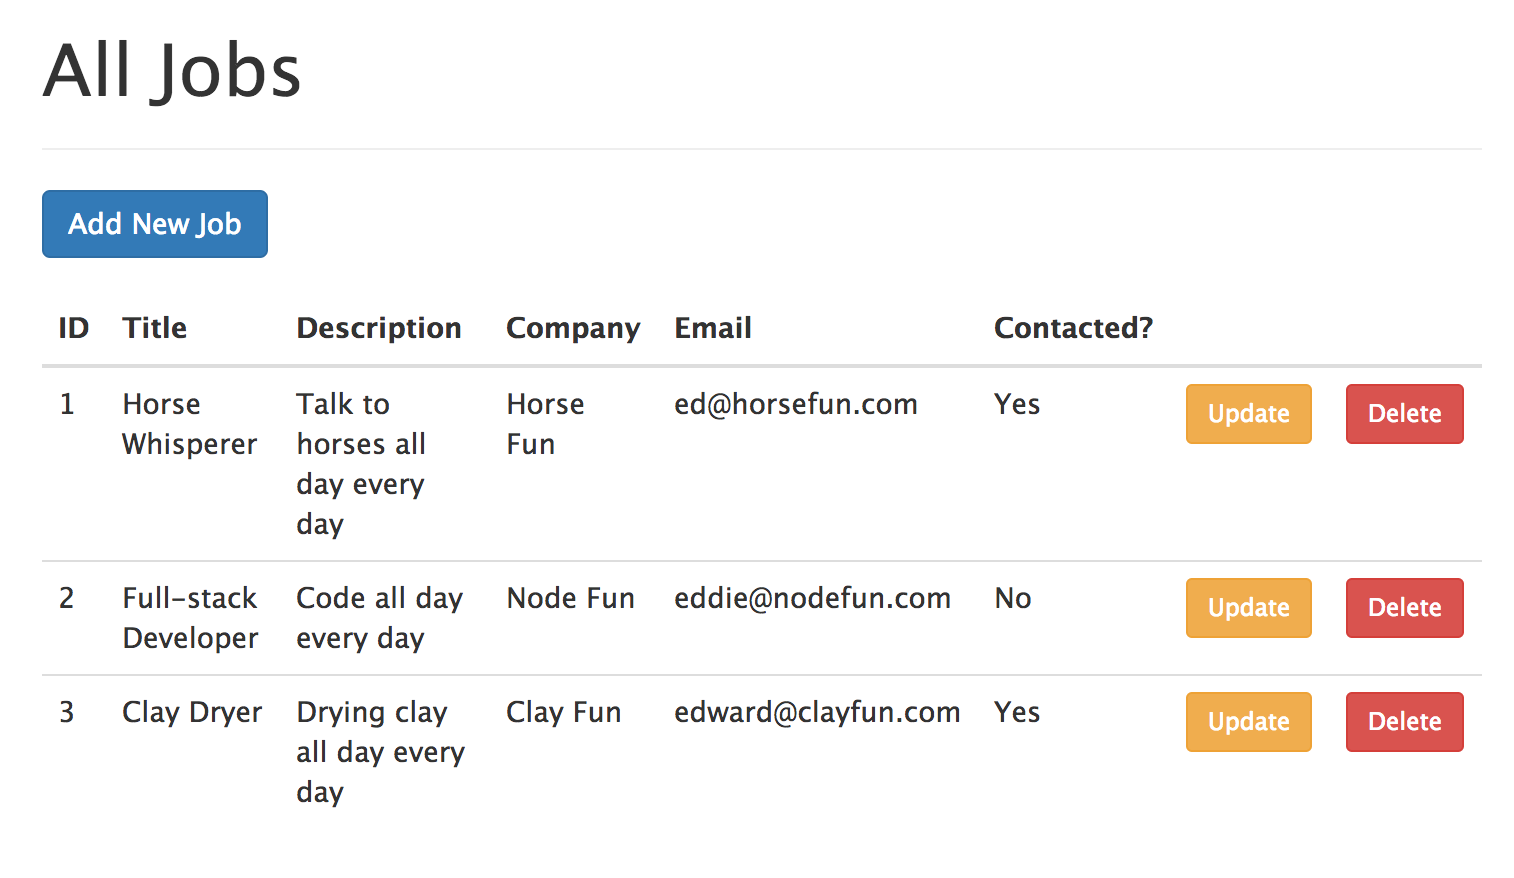 All Jobs
Add New Job
ID Title Description Company Email Contacted?
1 Horse Talk to Horse ed@horsefun.com Yes Update Delete
Whisperer horses all Fun
day every
day
2 Full-stack Code all day Node Fun eddie@nodefun.com No Update Delete
Developer every day
3 Clay Dryer Drying clay Clay Fun edward@clayfun.com Yes Update Delete
all day every
day